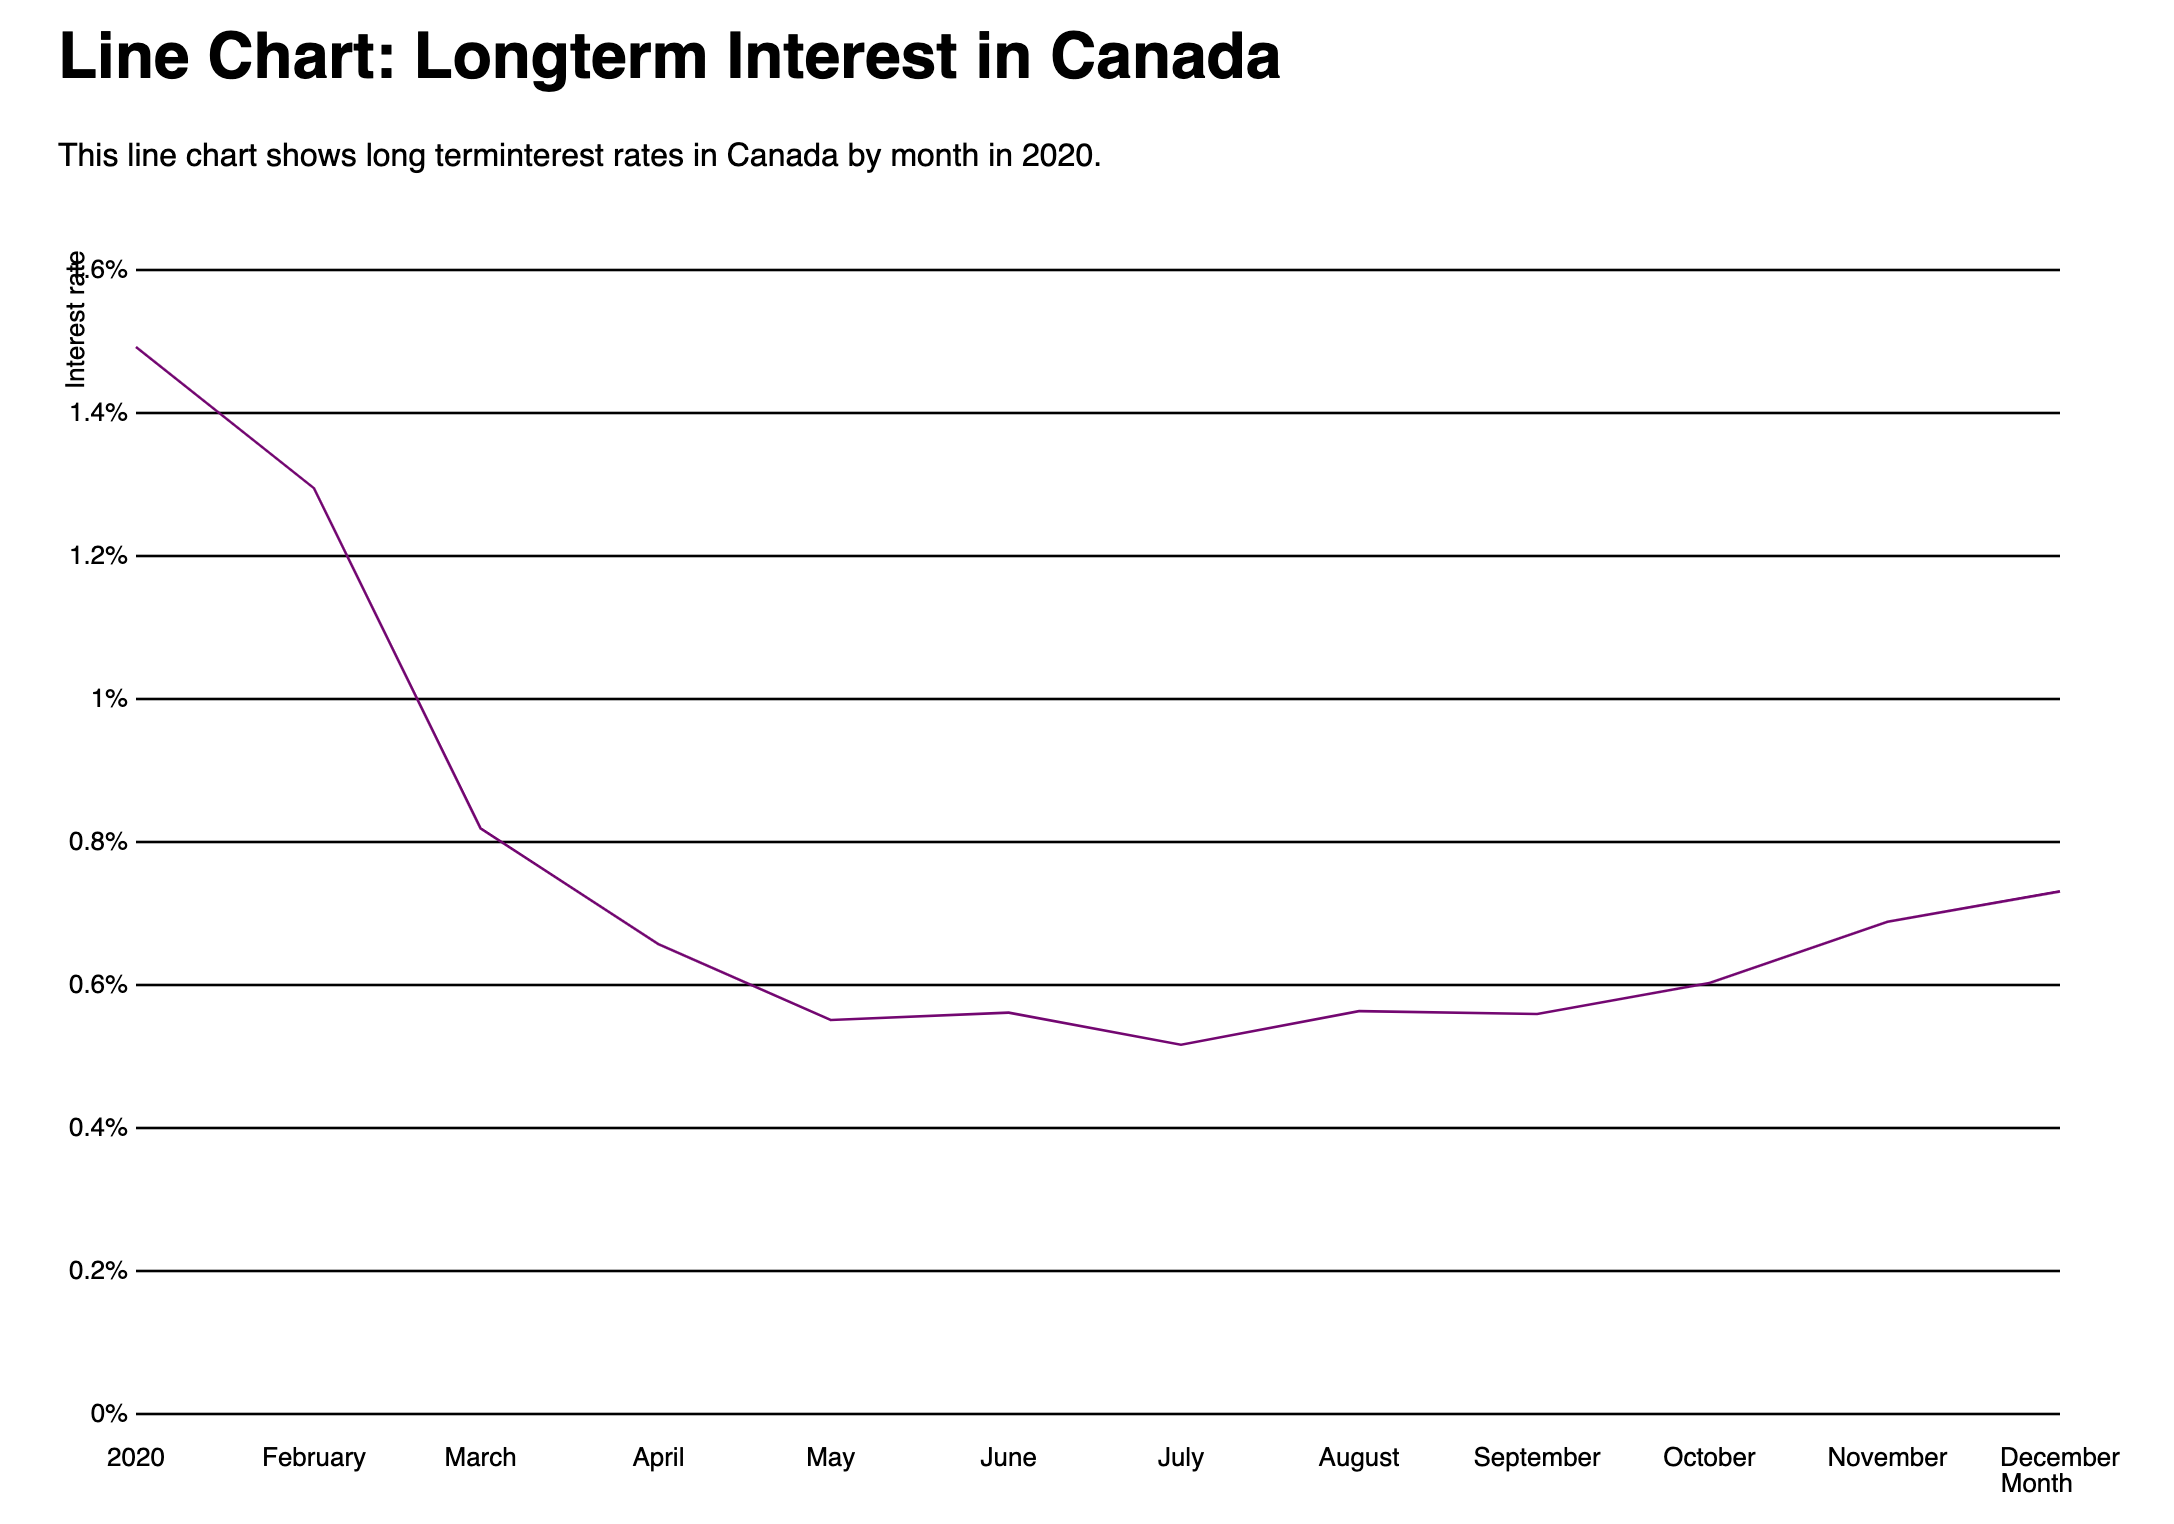 Line Chart: Longterm Interest in Canada
This line chart shows long terminterest rates in Canada by month in 2020.
Interest rate
.6%
1.4%
1.2%
1%
0.8%
0.6%
0.4%
0.2%
0%
2020 February March April May June July August September October November December
Month